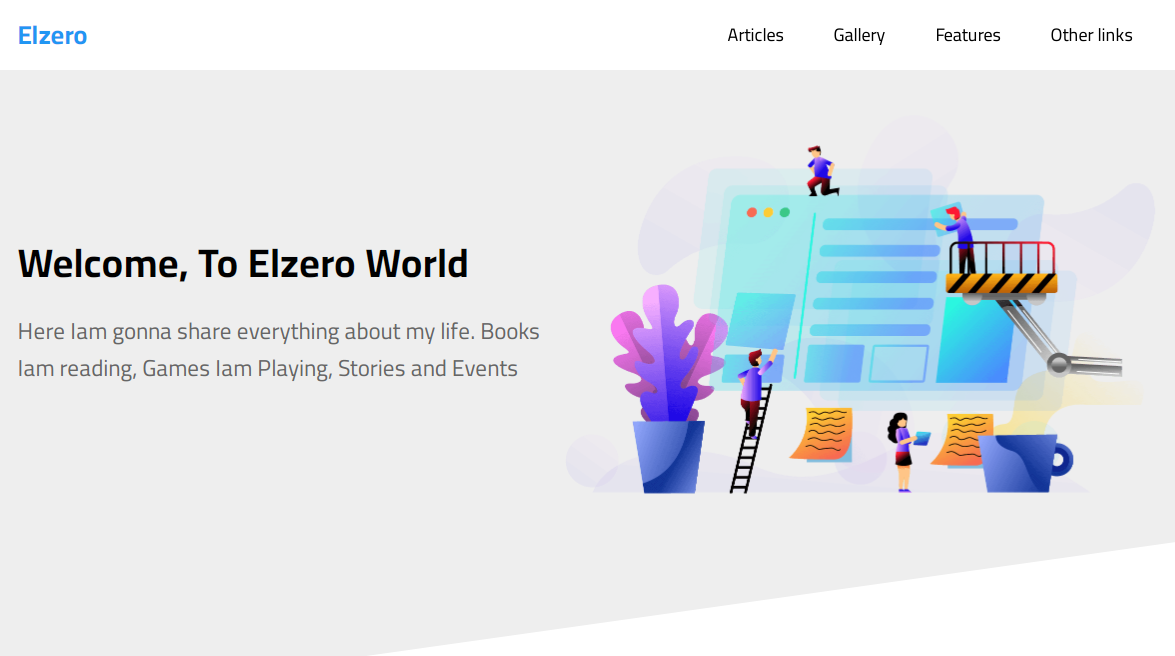 Elzero
Articles
Gallery
Features
Other links
Welcome, To Elzero World
Here Iam gonna share everything about my life. Books
Iam reading, Games Iam Playing, Stories and Events